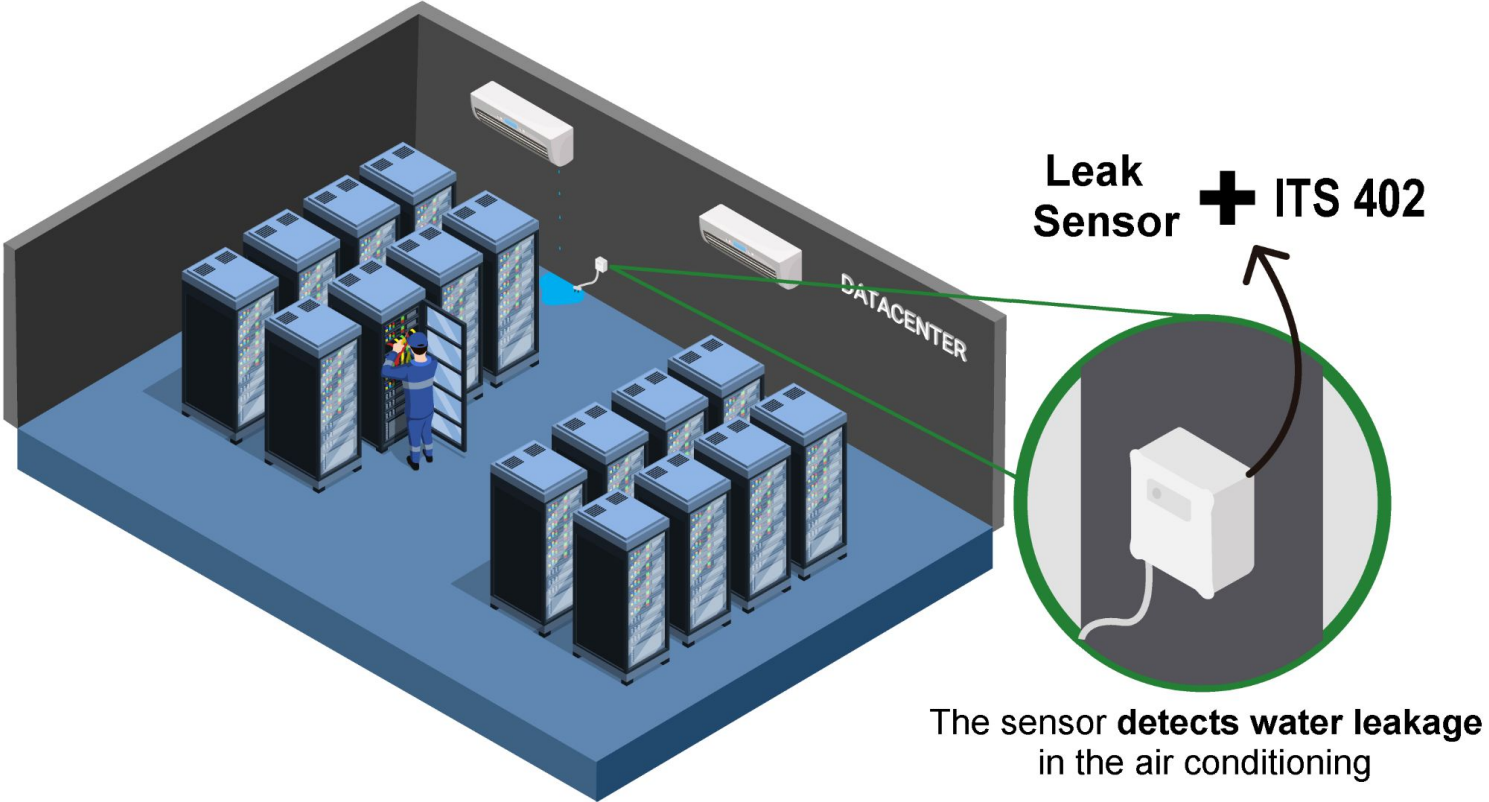 Leak
Sensor
+ ITS 402
DATACENTER
The sensor detects water leakage
in the air conditioning